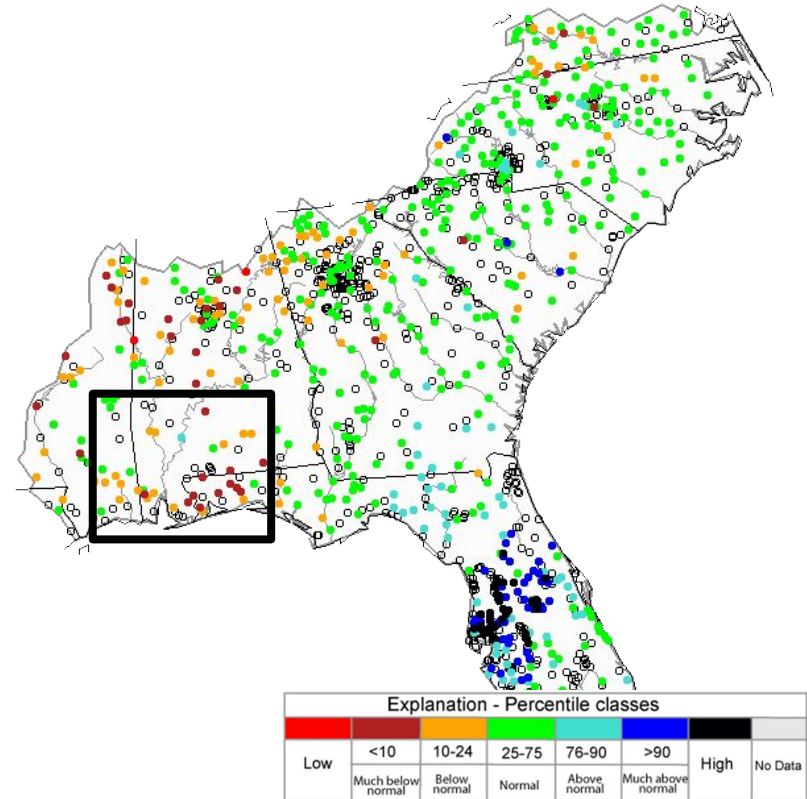 Explanation - Percentile classes
Low
<10
10-24
25-75
76-90
>90
High
No Data
Much below
normal
Below
normal
Normal
Above
normal
Much above
normal